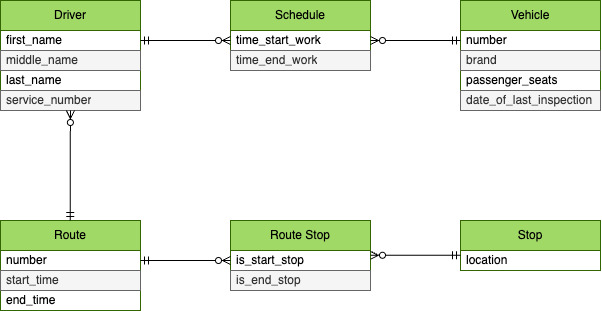 Driver
first_name
middle_name
last_name
service_number
Schedule
time_start_work
time_end_work
Vehicle
number
brand
passenger_seats
date_of_last_inspection
Route
number
start_time
end_time
Route Stop
is_start_stop
is_end_stop
Stop
location